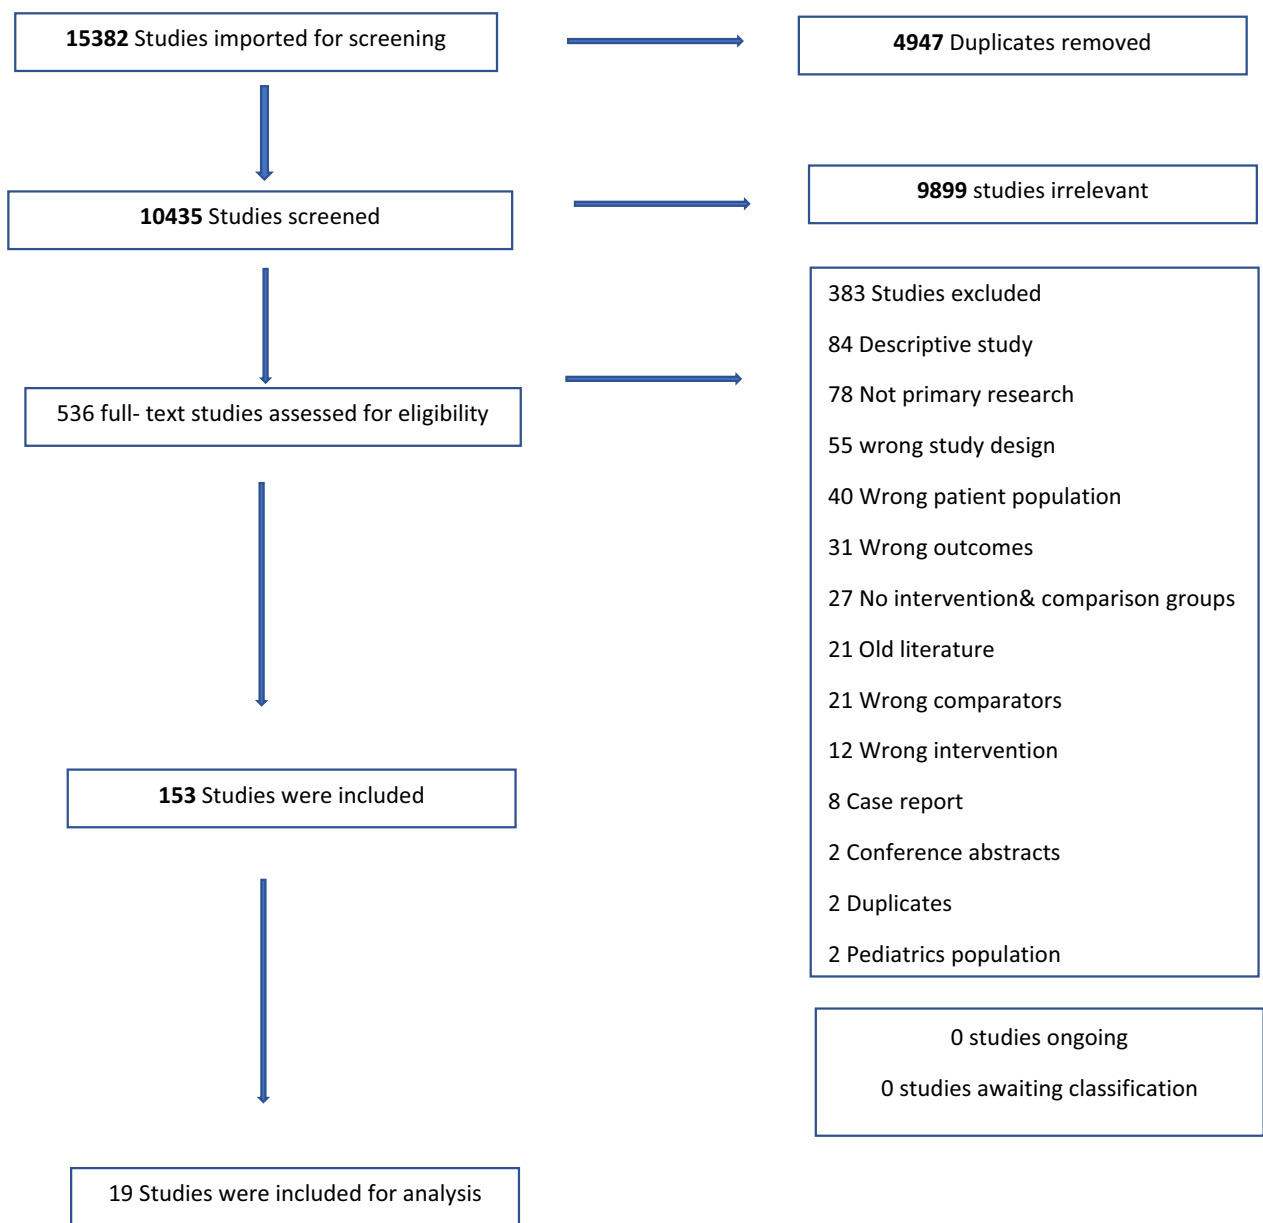 15382 Studies imported for screening
4947 Duplicates removed
10435 Studies screened
9899 studies irrelevant
536 full- text studies assessed for eligibility
383 Studies excluded
84 Descriptive study
78 Not primary research
55 wrong study design
40 Wrong patient population
31 Wrong outcomes
27 No intervention& comparison groups
21 Old literature
21 Wrong comparators
12 Wrong intervention
8 Case report
2 Conference abstracts
2 Duplicates
2 Pediatrics population
153 Studies were included
0 studies ongoing
0 studies awaiting classification
19 Studies were included for analysis